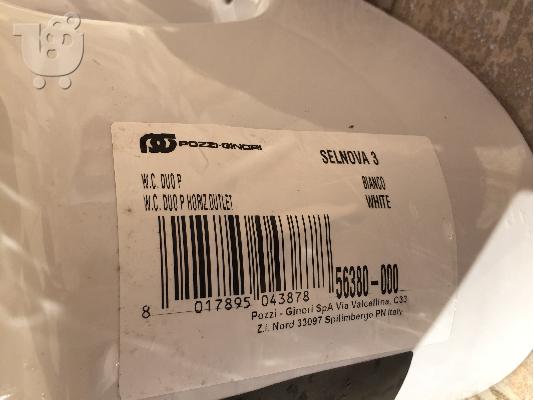 POZZI-GINORI
SELNOVA 3
W.C. DUO P
BIANCO
W.C. DUO P HORIZ OUTLET
WHITE
56380-000
8 017895 043878
Pozzi - Ginori SpA Via Valcellina, C33
Z.i. Nord 33097 Spilimbergo PN Italy